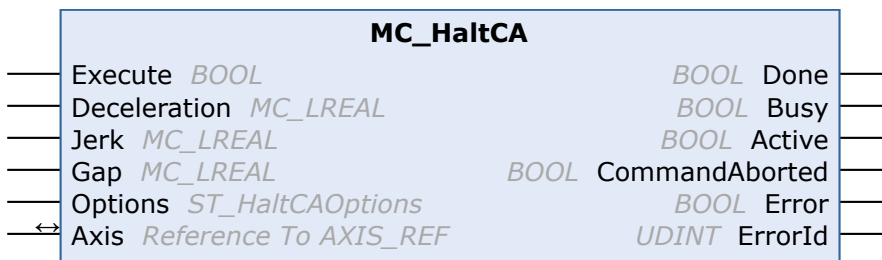 MC_HaltCA
Execute BOOL BOOL Done
Deceleration MC_LREAL BOOL Busy
Jerk MC_LREAL BOOL Active
Gap MC_LREAL BOOL CommandAborted
Options ST_HaltCAOptions BOOL Error
↔ Axis Reference To AXIS_REF UDINT ErrorId